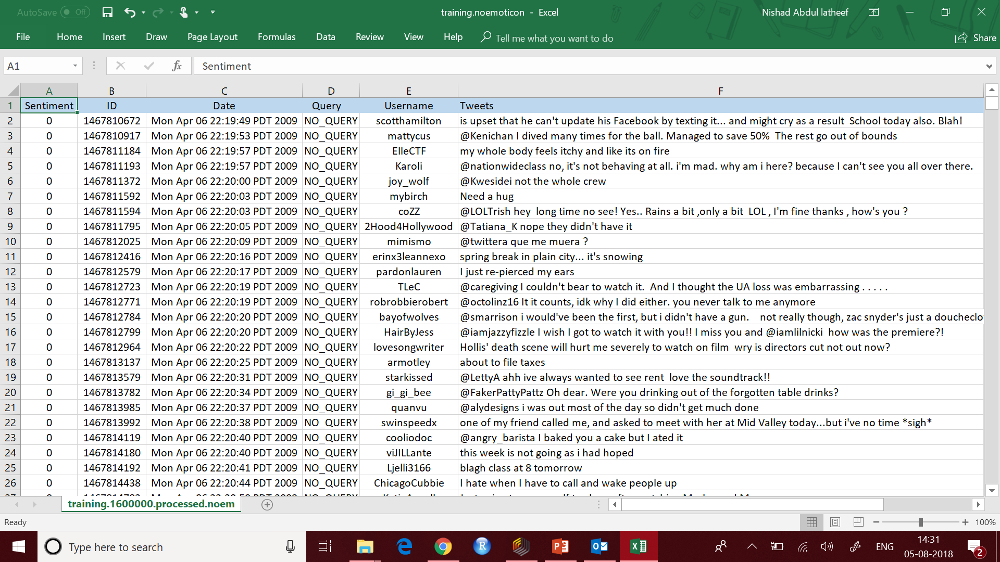 AutoSave Off training.noemoticon - Excel Nishad Abdul latheef
File Home Insert Draw Page Layout Formulas Data Review View Help Tell me what you want to do Share
A1 fx Sentiment
A B C D E F
1 Sentiment ID Date Query Username Tweets
2 0 1467810672 Mon Apr 06 22:19:49 PDT 2009 NO_QUERY scotthamilton is upset that he can't update his Facebook by texting it... and might cry as a result  School today also. Blah!
3 0 1467810917 Mon Apr 06 22:19:53 PDT 2009 NO_QUERY mattycus @Kenichan I dived many times for the ball. Managed to save 50%  The rest go out of bounds
4 0 1467811184 Mon Apr 06 22:19:57 PDT 2009 NO_QUERY ElleCTF my whole body feels itchy and like its on fire
5 0 1467811193 Mon Apr 06 22:19:57 PDT 2009 NO_QUERY Karoli @nationwideclass no, it's not behaving at all. i'm mad. why am i here? because I can't see you all over there.
6 0 1467811372 Mon Apr 06 22:20:00 PDT 2009 NO_QUERY joy_wolf @Kwesidei not the whole crew
7 0 1467811592 Mon Apr 06 22:20:03 PDT 2009 NO_QUERY mybirch Need a hug
8 0 1467811594 Mon Apr 06 22:20:03 PDT 2009 NO_QUERY coZZ @LOLTrish hey  long time no see! Yes.. Rains a bit ,only a bit  LOL , I'm fine thanks , how's you ?
9 0 1467811795 Mon Apr 06 22:20:05 PDT 2009 NO_QUERY 2Hood4Hollywood @Tatiana_K nope they didn't have it
10 0 1467812025 Mon Apr 06 22:20:09 PDT 2009 NO_QUERY mimismo @twittera que me muera ?
11 0 1467812416 Mon Apr 06 22:20:16 PDT 2009 NO_QUERY erinx3leannexo spring break in plain city... it's snowing
12 0 1467812579 Mon Apr 06 22:20:17 PDT 2009 NO_QUERY pardonlauren I just re-pierced my ears
13 0 1467812723 Mon Apr 06 22:20:19 PDT 2009 NO_QUERY TLeC @caregiving I couldn't bear to watch it.  And I thought the UA loss was embarrassing . . . . .
14 0 1467812771 Mon Apr 06 22:20:19 PDT 2009 NO_QUERY robrobbierobert @octolinz16 It it counts, idk why I did either. you never talk to me anymore
15 0 1467812784 Mon Apr 06 22:20:20 PDT 2009 NO_QUERY bayofwolves @smarrison i would've been the first, but i didn't have a gun.    not really though, zac snyder's just a doucheclo
16 0 1467812799 Mon Apr 06 22:20:20 PDT 2009 NO_QUERY HairByJess @iamjazzyfizzle I wish I got to watch it with you!! I miss you and @iamlilnicki  how was the premiere?!
17 0 1467812964 Mon Apr 06 22:20:22 PDT 2009 NO_QUERY lovesongwriter Hollis' death scene will hurt me severely to watch on film  wry is directors cut not out now?
18 0 1467813137 Mon Apr 06 22:20:25 PDT 2009 NO_QUERY armotley about to file taxes
19 0 1467813579 Mon Apr 06 22:20:31 PDT 2009 NO_QUERY starkissed @LettyA ahh ive always wanted to see rent  love the soundtrack!!
20 0 1467813782 Mon Apr 06 22:20:34 PDT 2009 NO_QUERY gi_gi_bee @FakerPattyPattz Oh dear. Were you drinking out of the forgotten table drinks?
21 0 1467813985 Mon Apr 06 22:20:37 PDT 2009 NO_QUERY quanvu @alydesigns i was out most of the day so didn't get much done
22 0 1467813992 Mon Apr 06 22:20:38 PDT 2009 NO_QUERY swinspeedx one of my friend called me, and asked to meet with her at Mid Valley today...but i've no time *sigh*
23 0 1467814119 Mon Apr 06 22:20:40 PDT 2009 NO_QUERY cooliodoc @angry_barista I baked you a cake but I ated it
24 0 1467814180 Mon Apr 06 22:20:40 PDT 2009 NO_QUERY viJILLante this week is not going as i had hoped
25 0 1467814192 Mon Apr 06 22:20:41 PDT 2009 NO_QUERY Ljelli3166 blagh class at 8 tomorrow
26 0 1467814438 Mon Apr 06 22:20:44 PDT 2009 NO_QUERY ChicagoCubbie I hate when I have to call and wake people up
training.1600000.processed.noem
Ready 100%
Type here to search ENG 14:31
05-08-2018 2